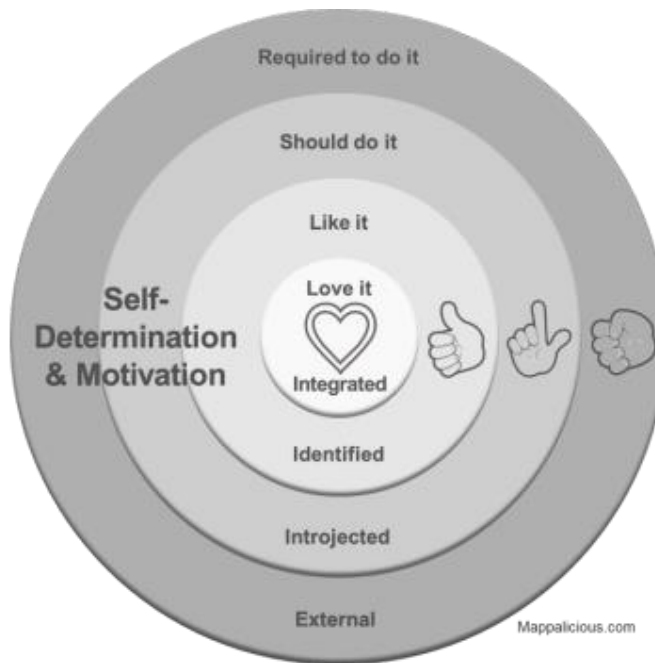 Required to do it
Should do it
Like it
Love it
Self-
Determination
& Motivation
Integrated
Identified
Introjected
External
Mappalicious.com